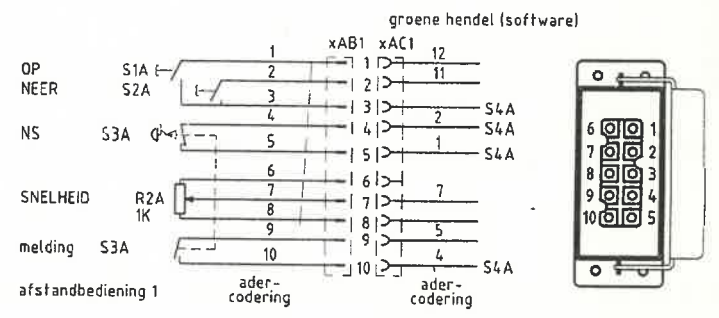 groene hendel (software)
xAB1 xAC1
1 1 12
OP S1A 2 2 11
NEER S2A
3 3 S4A
4 4 2 S4A
NS S3A
5 5 1 S4A
6 6
SNELHEID R2A 7 7 7
1K 8 8
9 9 5
melding S3A
10 10 4 S4A
afstandbediening 1
ader-
codering
ader-
codering
6 1
7 2
8 3
9 4
10 5